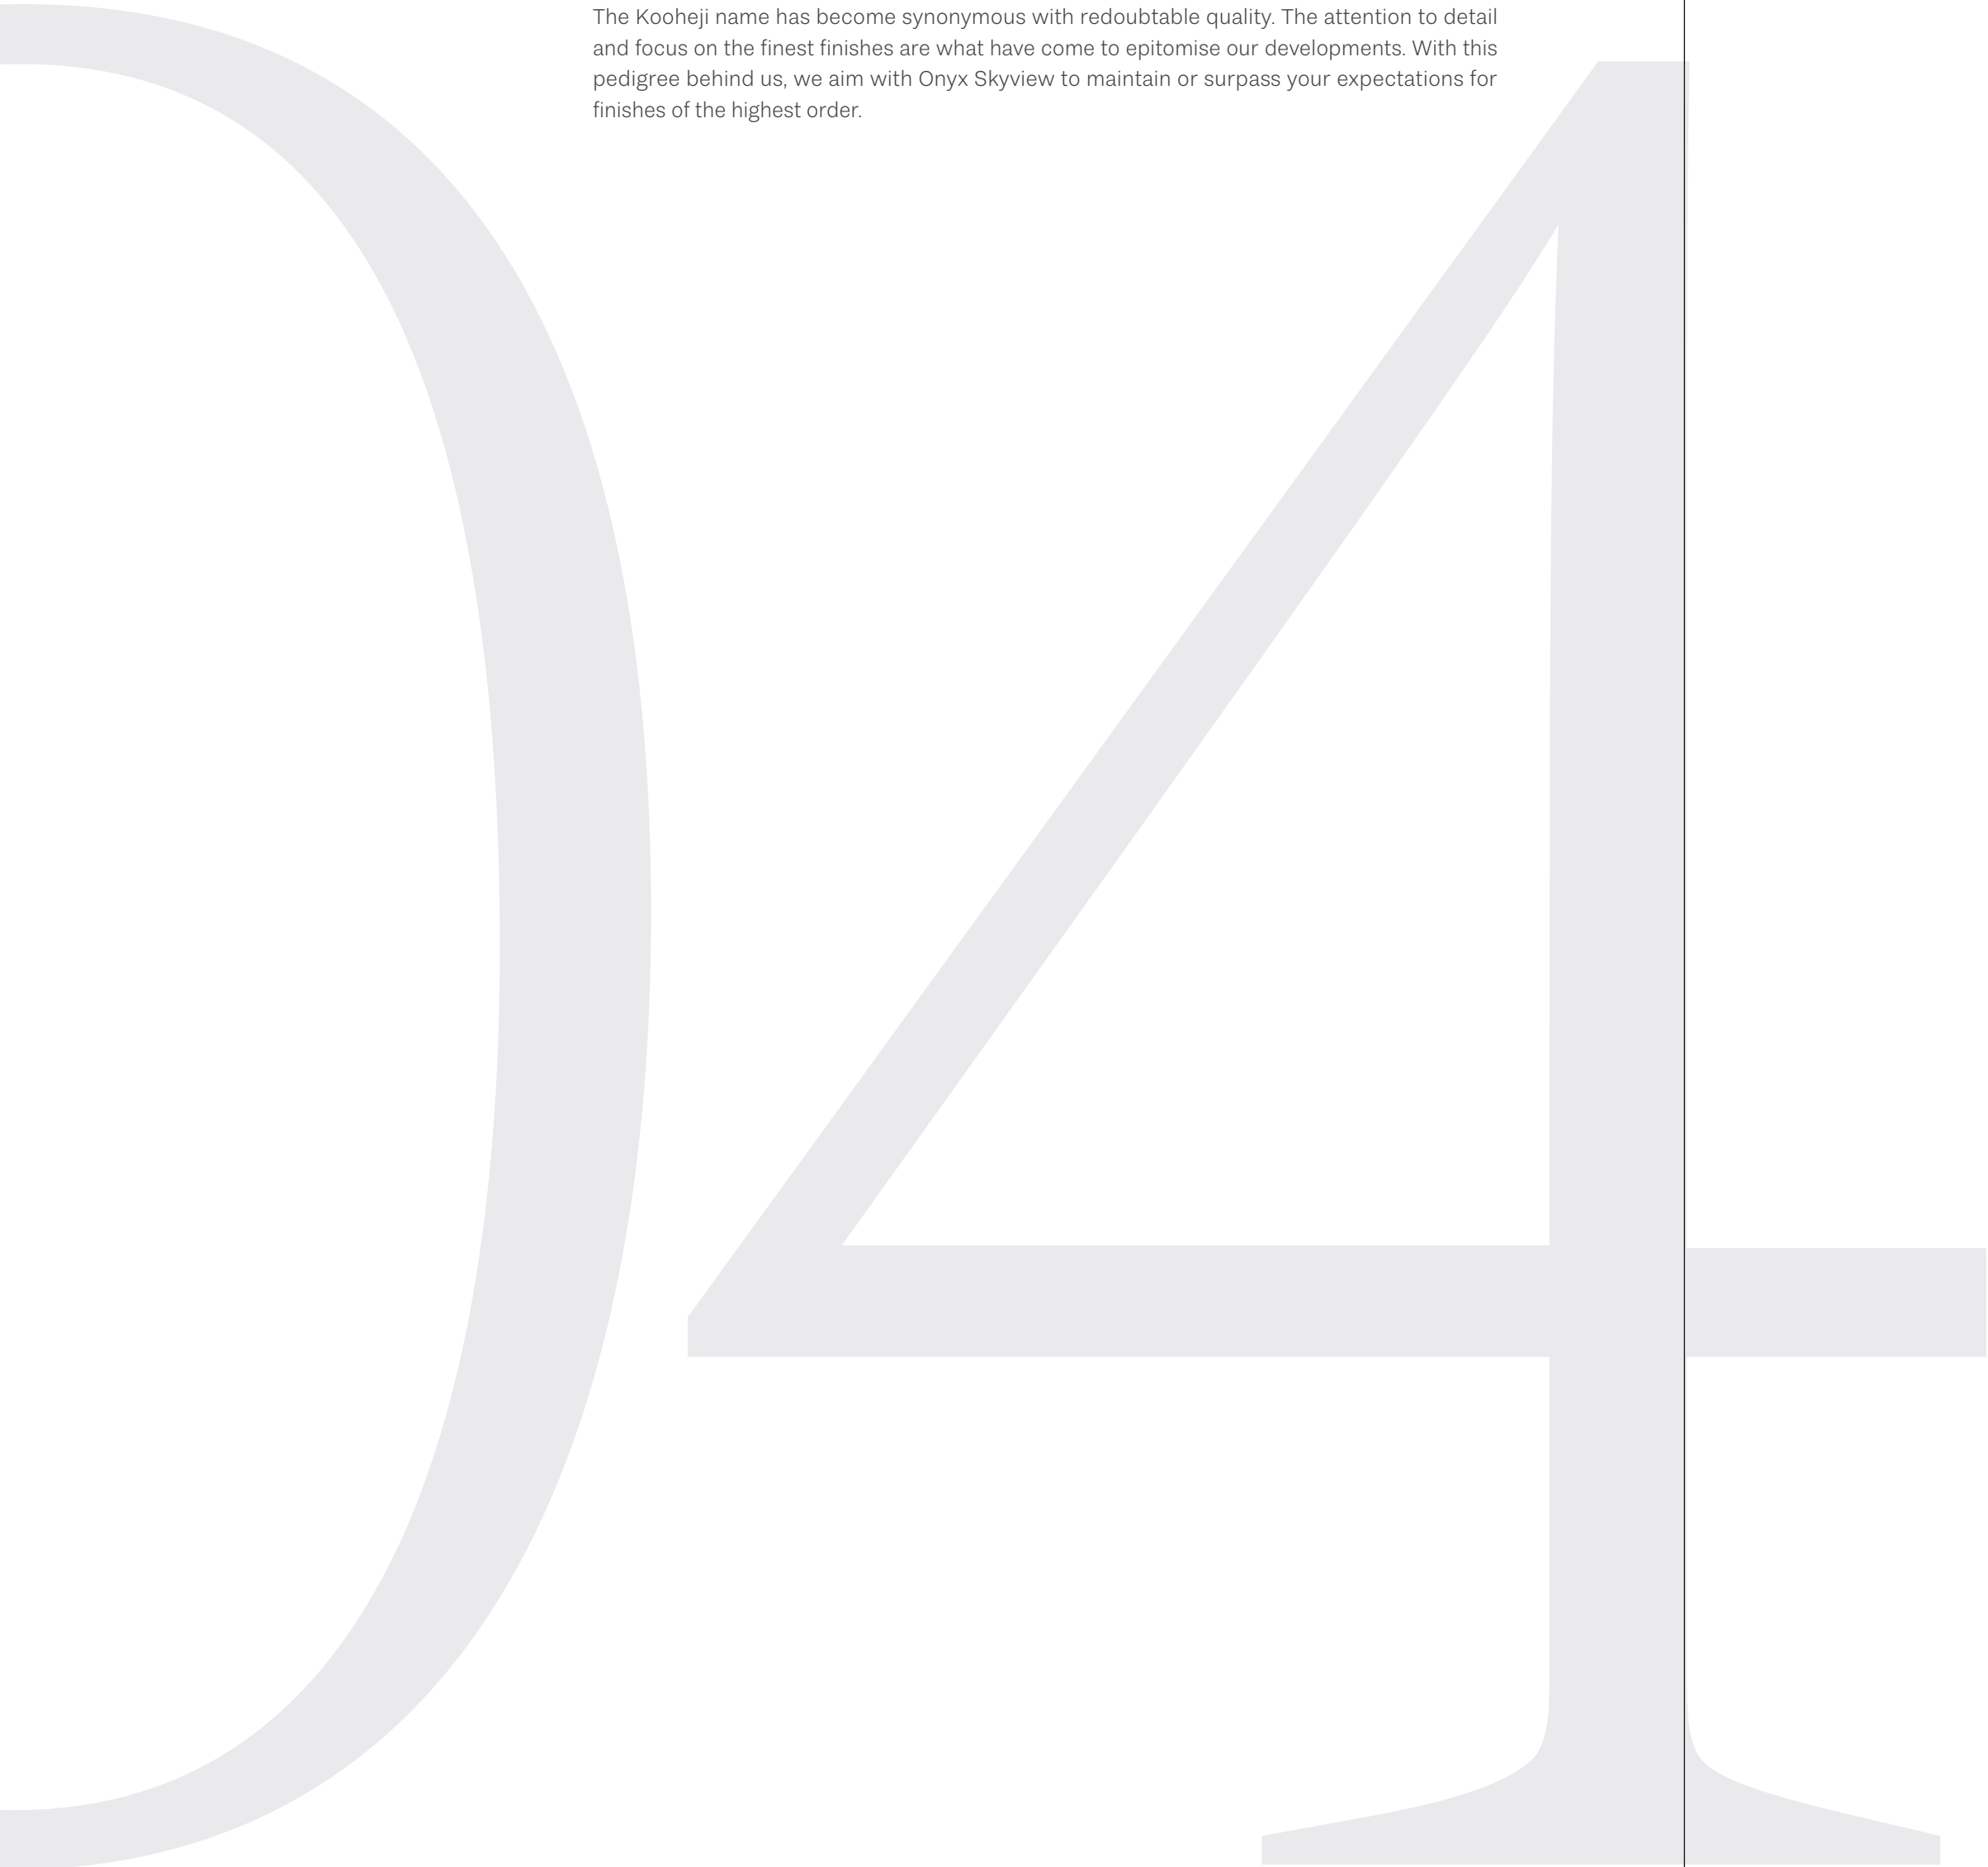 The Kooheji name has become synonymous with redoubtable quality. The attention to detail
and focus on the finest finishes are what have come to epitomise our developments. With this
pedigree behind us, we aim with Onyx Skyview to maintain or surpass your expectations for
finishes of the highest order.
04